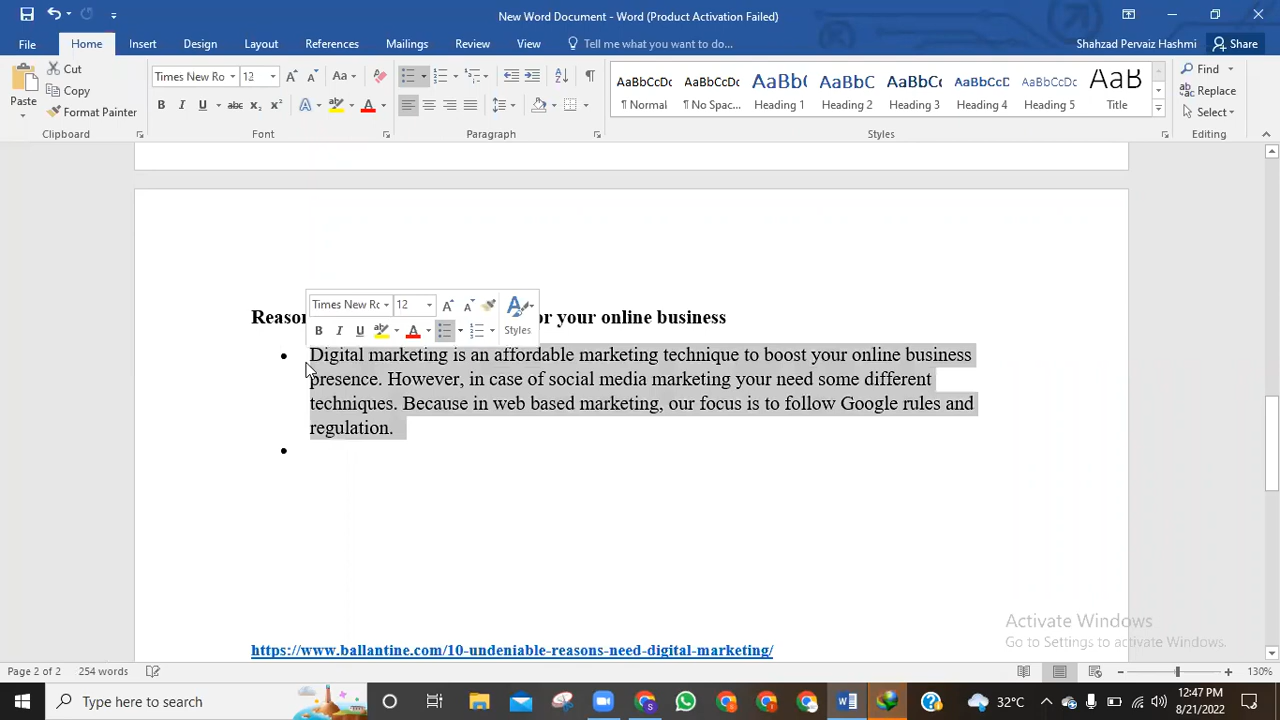 New Word Document - Word (Product Activation Failed)
File Home Insert Design Layout References Mailings Review View Tell me what you want to do... Shahzad Pervaiz Hashmi Share
Paste Cut Copy Format Painter Clipboard
Times New Ro 12 Font
Paragraph
AaBbCcDc AaBbCcDc AaBbCc AaBbCcD AaBbCcI AaBbCcDc AaBbCcDc AaB
¶ Normal ¶ No Spac... Heading 1 Heading 2 Heading 3 Heading 4 Heading 5 Title
Styles
Find Replace Select Editing
Times New Rc 12 Styles
Reason
or your online business
Digital marketing is an affordable marketing technique to boost your online business
presence. However, in case of social media marketing your need some different
techniques. Because in web based marketing, our focus is to follow Google rules and
regulation.
https://www.ballantine.com/10-undeniable-reasons-need-digital-marketing/
Activate Windows
Go to Settings to activate Windows.
Page 2 of 2 254 words 130%
Type here to search 32°C 12:47 PM
8/21/2022